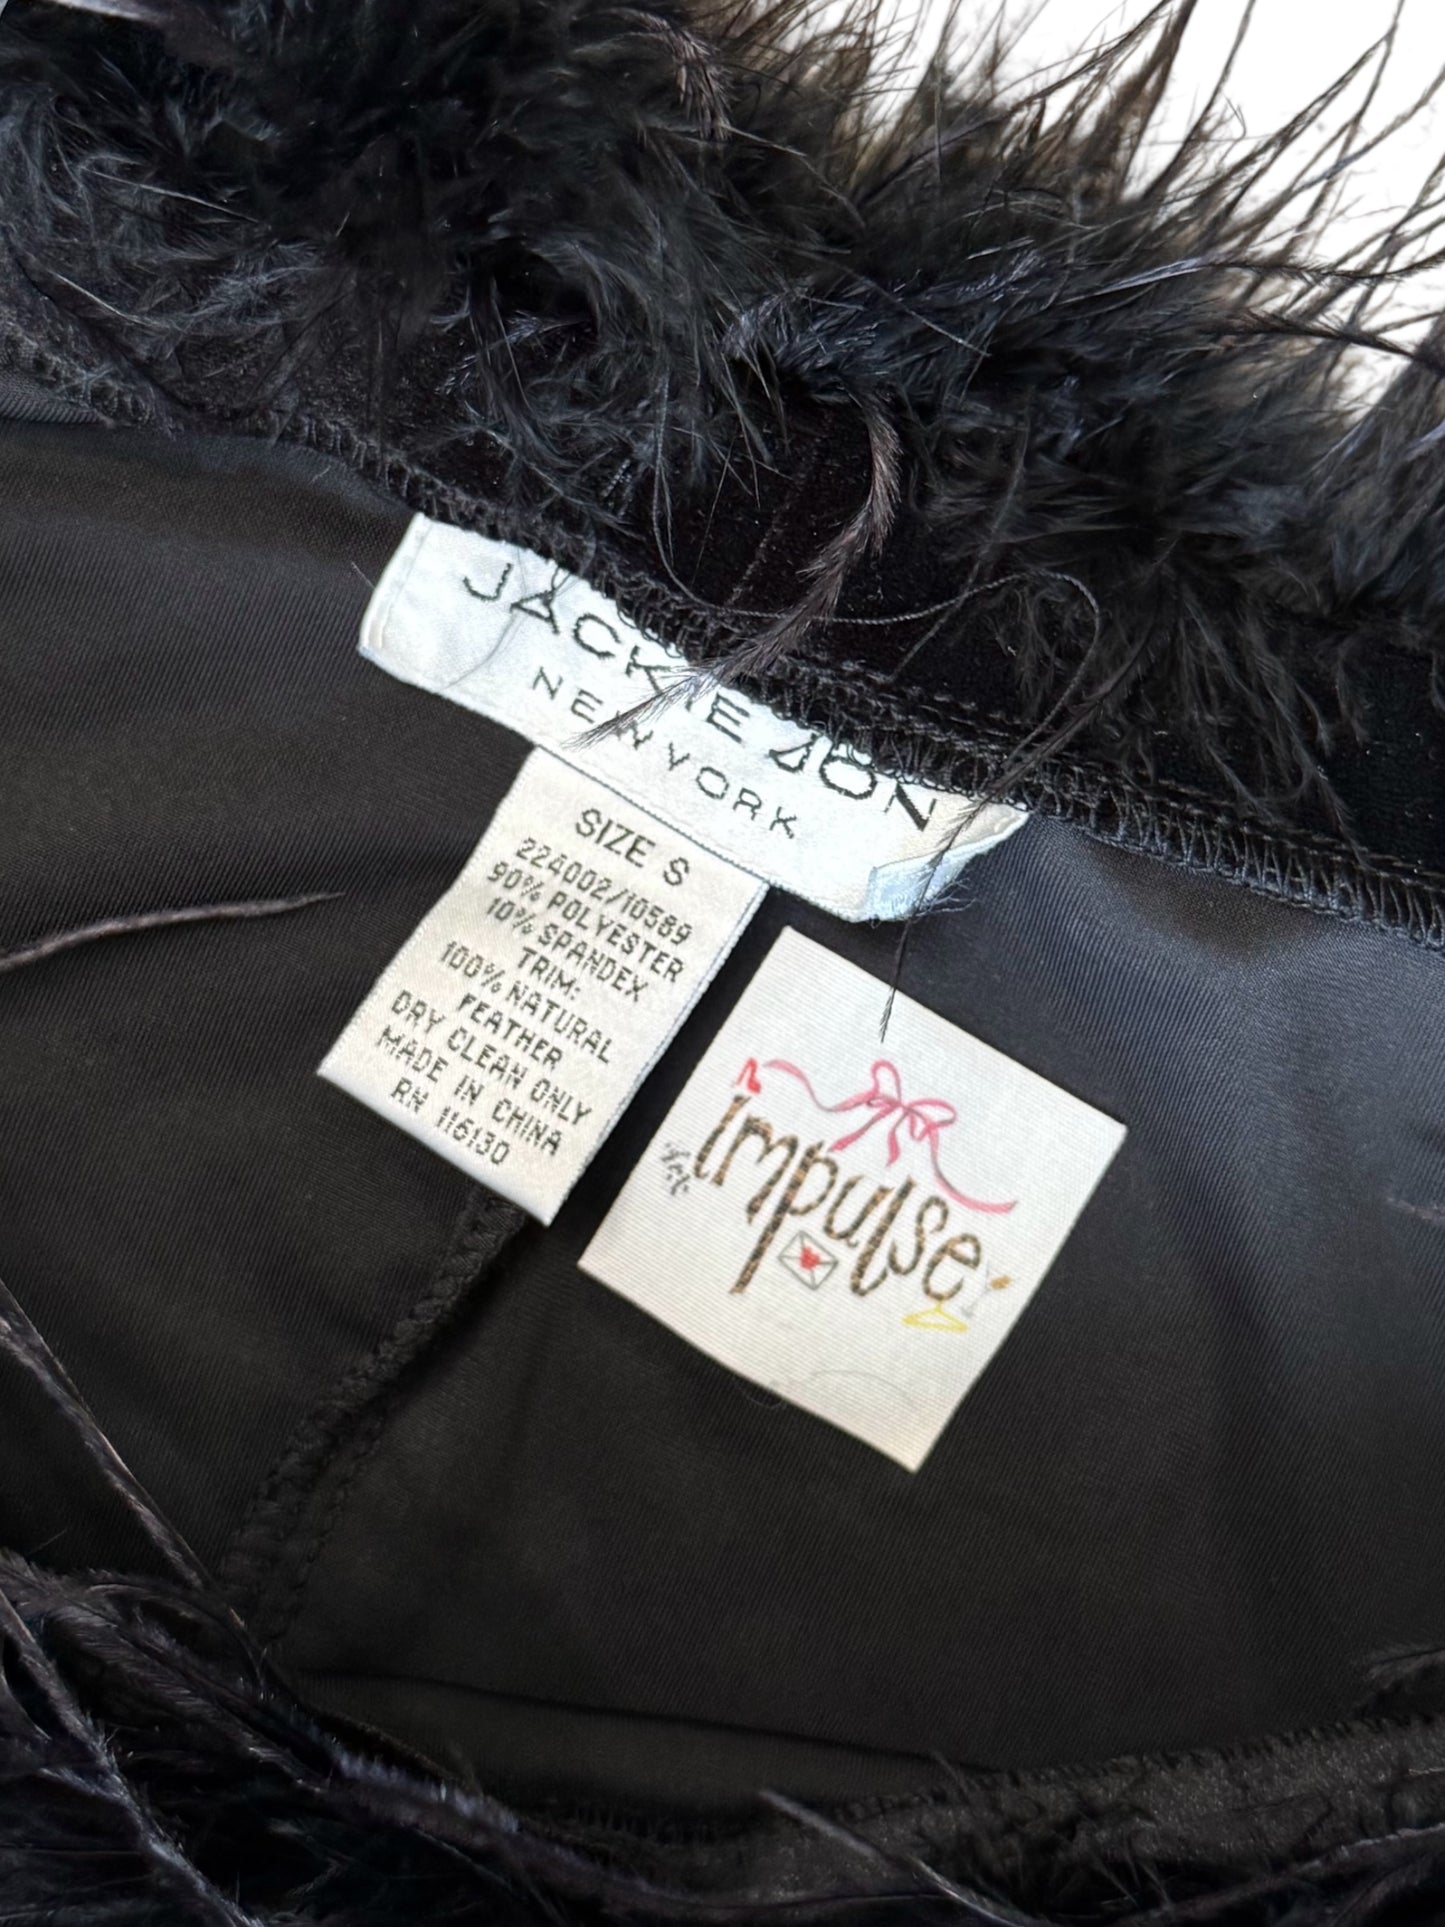 JACKIE JON
NEW YORK
SIZE S
224002/10589
90% POLYESTER
10% SPANDEX
TRIM:
100% NATURAL
FEATHER
DRY CLEAN ONLY
MADE IN CHINA
RN 116130
Impulse